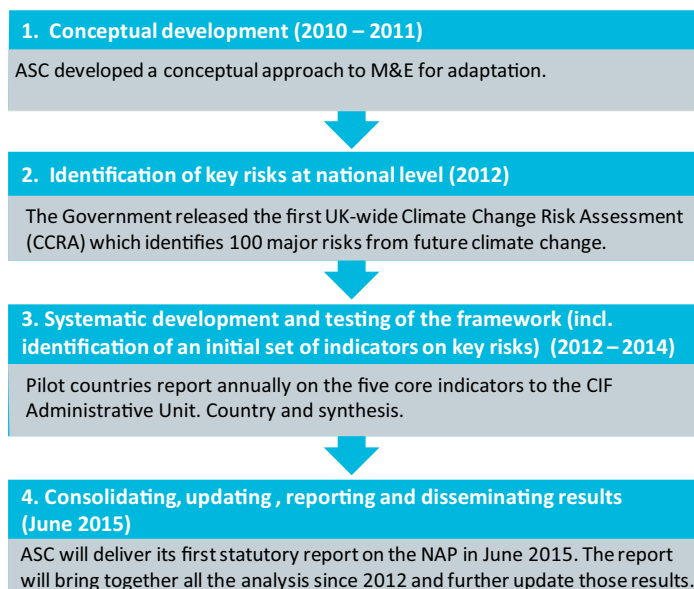 1. Conceptual development (2010 – 2011)
ASC developed a conceptual approach to M&E for adaptation.
2. Identification of key risks at national level (2012)
The Government released the first UK-wide Climate Change Risk Assessment
(CCRA) which identifies 100 major risks from future climate change.
3. Systematic development and testing of the framework (incl.
identification of an initial set of indicators on key risks) (2012 – 2014)
Pilot countries report annually on the five core indicators to the CIF
Administrative Unit. Country and synthesis.
4. Consolidating, updating , reporting and disseminating results
(June 2015)
ASC will deliver its first statutory report on the NAP in June 2015. The report
will bring together all the analysis since 2012 and further update those results.